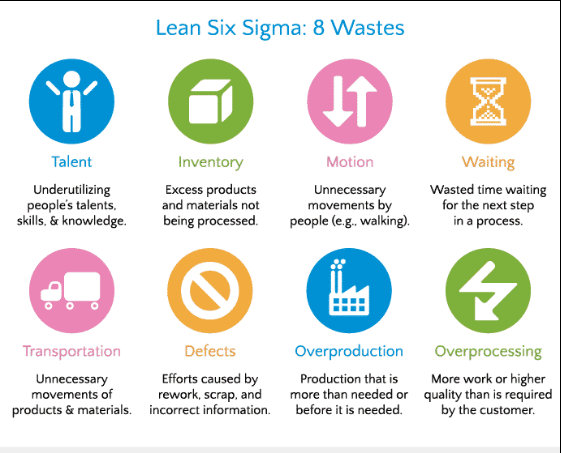 Lean Six Sigma: 8 Wastes
Talent
Underutilizing
people's talents,
skills, & knowledge.
Inventory
Excess products
and materials not
being processed.
Motion
Unnecessary
movements by
people (e.g., walking).
Waiting
Wasted time waiting
for the next step
in a process.
Transportation
Unnecessary
movements of
products & materials.
Defects
Efforts caused by
rework, scrap, and
incorrect information.
Overproduction
Production that is
more than needed or
before it is needed.
Overprocessing
More work or higher
quality than is required
by the customer.